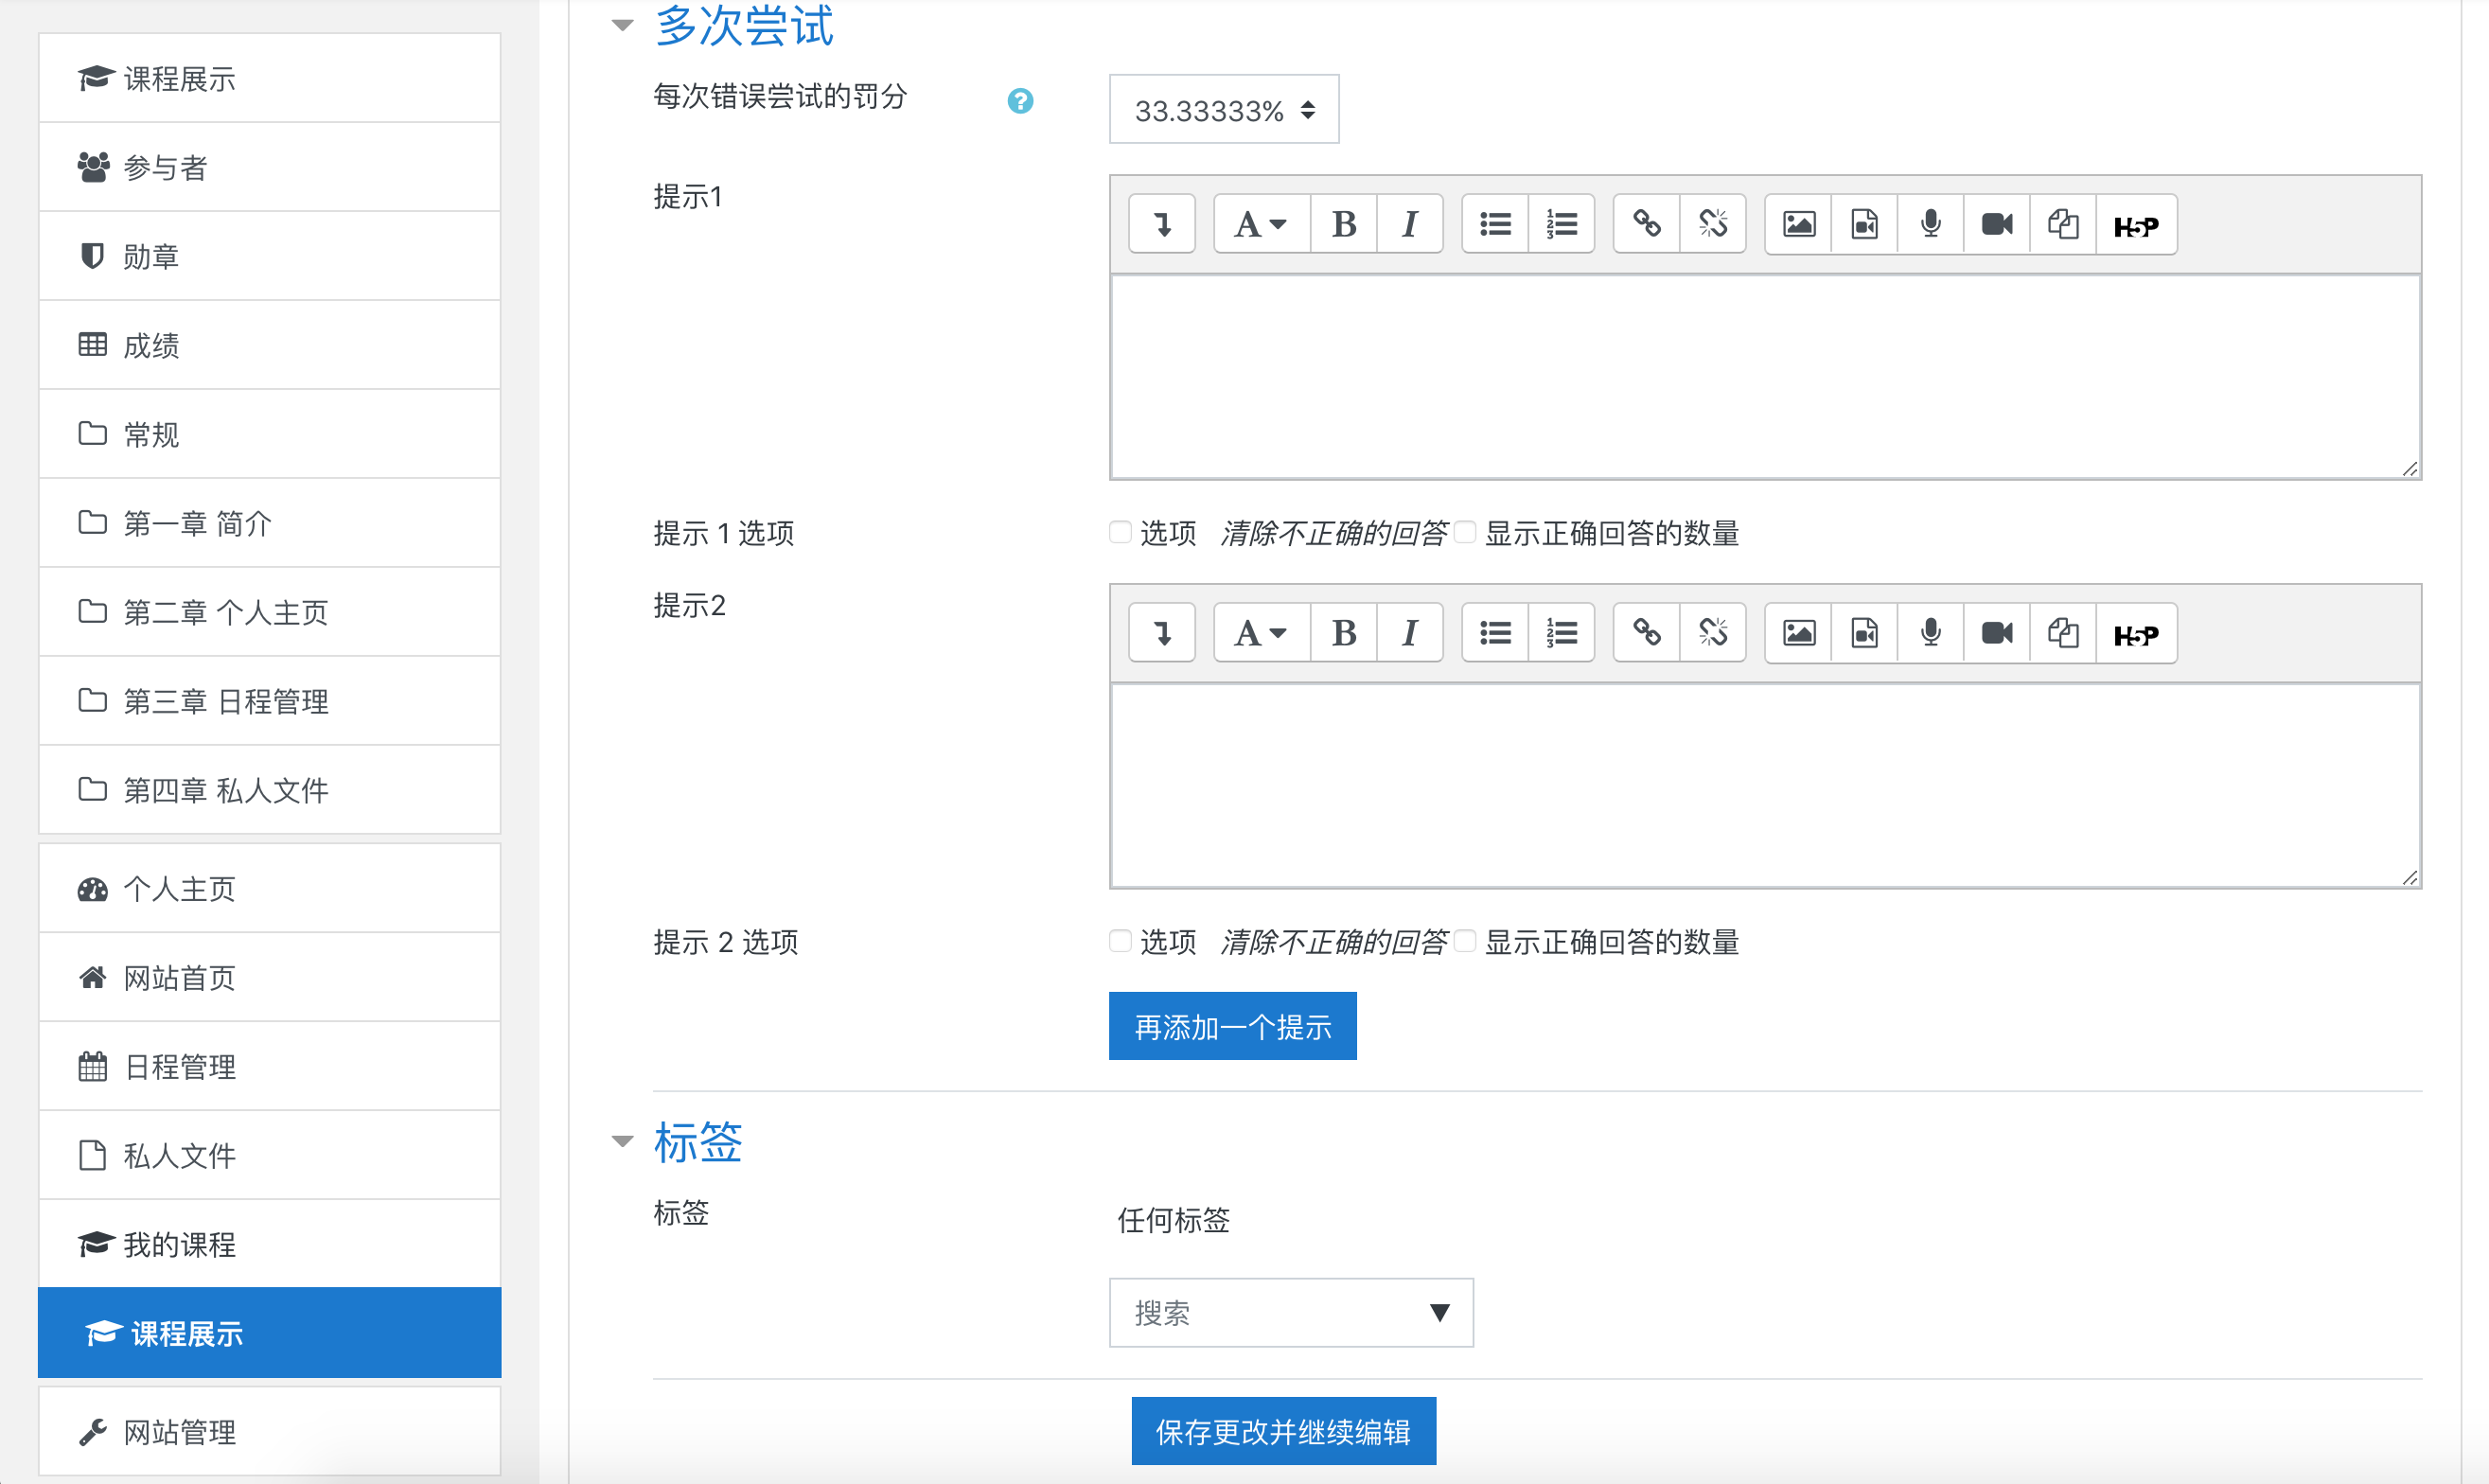 课程展示
参与者
勋章
成绩
常规
第一章 简介
第二章 个人主页
第三章 日程管理
第四章 私人文件
个人主页
网站首页
日程管理
私人文件
我的课程
课程展示
网站管理
多次尝试
每次错误尝试的罚分 ? 33.33333%
提示1
A B I H5P
提示 1 选项 选项 清除不正确的回答 显示正确回答的数量
提示2
A B I H5P
提示 2 选项 选项 清除不正确的回答 显示正确回答的数量
再添加一个提示
标签
标签 任何标签
搜索
保存更改并继续编辑